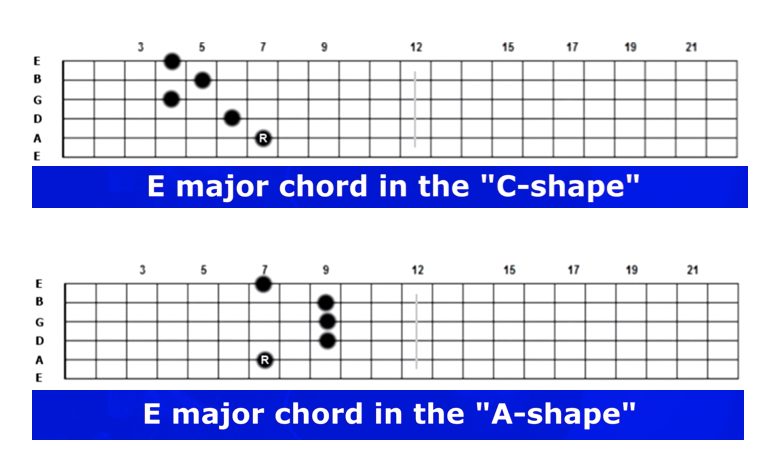 3 5 7 9 12 15 17 19 21
E
B
G
D
A R
E
E major chord in the "C-shape"
3 5 7 9 12 15 17 19 21
E
B
G
D
A R
E
E major chord in the "A-shape"